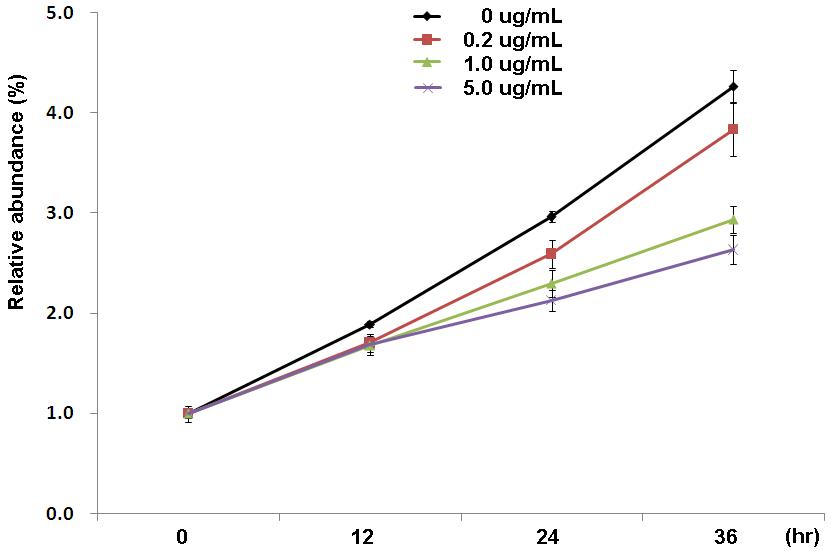 5.0
0 ug/mL
0.2 ug/mL
1.0 ug/mL
5.0 ug/mL
4.0
3.0
2.0
1.0
0.0
Relative abundance (%)
0 12 24 36 (hr)